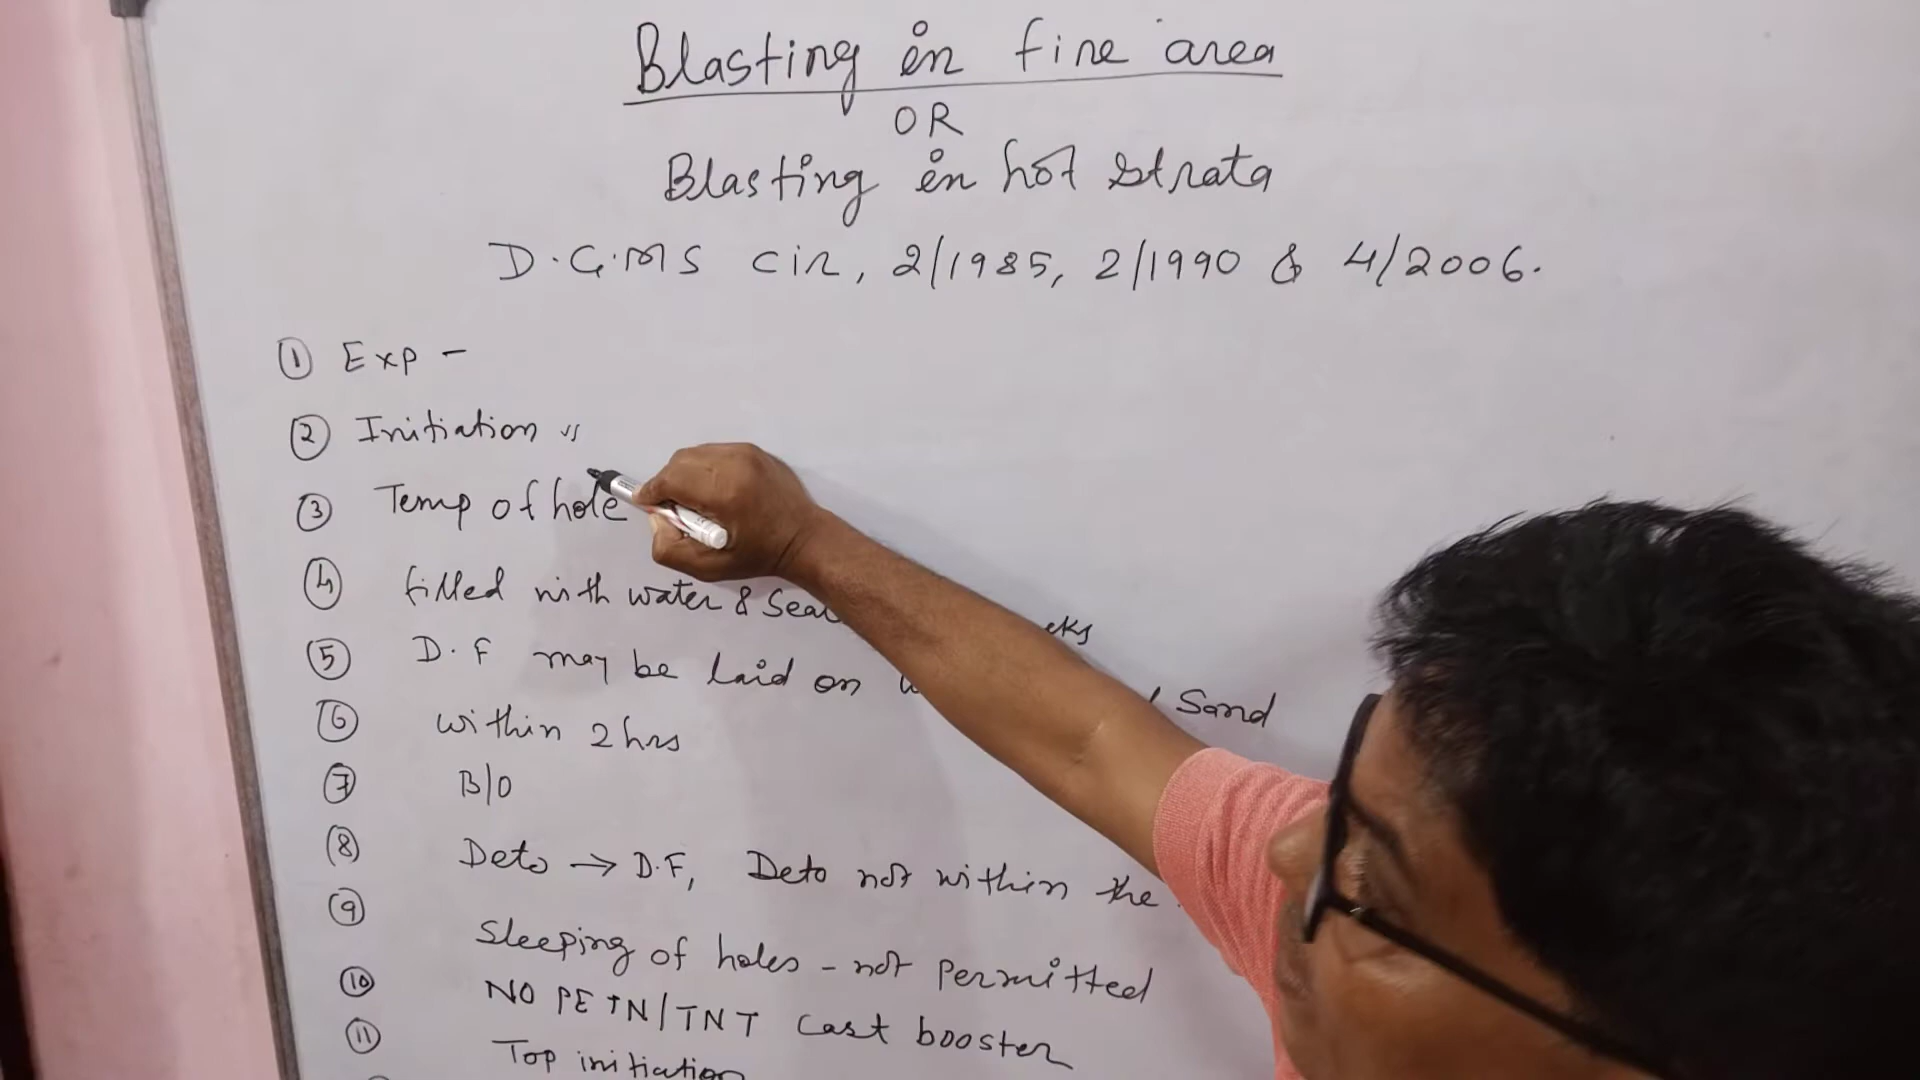 Blasting in fire area
OR
Blasting in hot strata
D.G.M.S cir, 2/1985, 2/1990 & 4/2006.
① Exp -
② Initiation
③ Temp of hole
④ filled with water &
⑤ D.F may be laid on Sand
⑥ within 2 hrs
⑦ B/O
⑧ Deto → D.F, Deto not within the
⑨ Sleeping of holes - not permitted
⑩ NO PETN/TNT cast booster
⑪ Top initiation